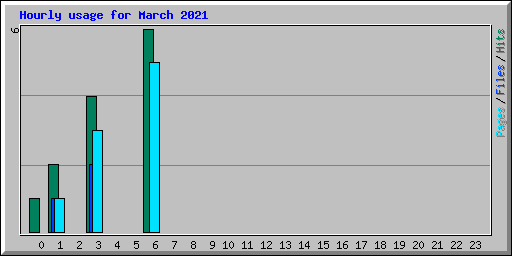 Hourly usage for March 2021
6
Pages/Files/Hits
0 1 2 3 4 5 6 7 8 9 10 11 12 13 14 15 16 17 18 19 20 21 22 23